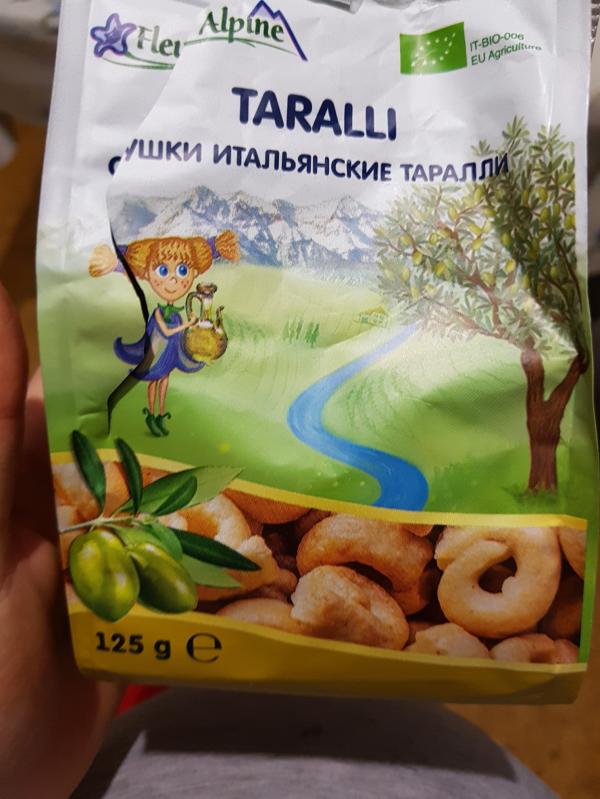 Alpine
IT-BIO-006
EU Agriculture
TARALLI
СУШКИ ИТАЛЬЯНСКИЕ ТАРАЛЛИ
125 g ℮